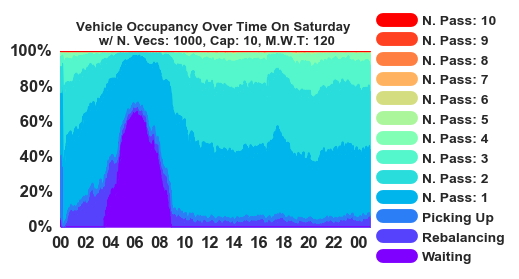 Vehicle Occupancy Over Time On Saturday
w/ N. Vecs: 1000, Cap: 10, M.W.T: 120
100%
80%
60%
40%
20%
0%
00 02 04 06 08 10 12 14 16 18 20 22 00
N. Pass: 10
N. Pass: 9
N. Pass: 8
N. Pass: 7
N. Pass: 6
N. Pass: 5
N. Pass: 4
N. Pass: 3
N. Pass: 2
N. Pass: 1
Picking Up
Rebalancing
Waiting